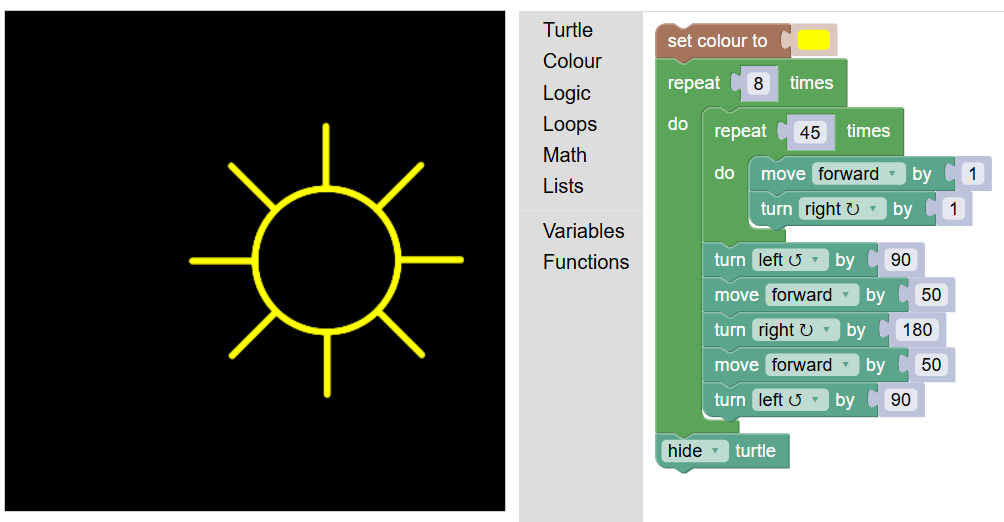 Turtle
Colour
Logic
Loops
Math
Lists
Variables
Functions
set colour to
repeat 8 times
do
repeat 45 times
do
move forward ▾ by 1
turn right ↻ ▾ by 1
turn left ↺ ▾ by 90
move forward ▾ by 50
turn right ↻ ▾ by 180
move forward ▾ by 50
turn left ↺ ▾ by 90
hide ▾ turtle